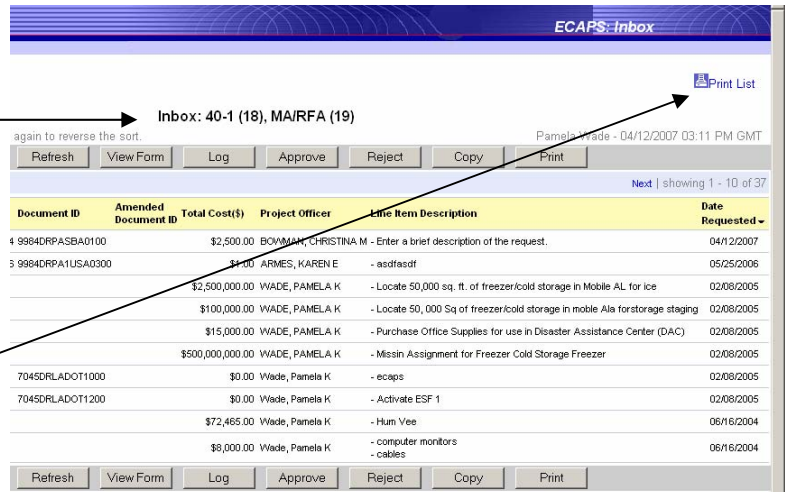 ECAPS: Inbox
Print List
Inbox: 40-1 (18), MA/RFA (19)
again to reverse the sort. Pamela Wade - 04/12/2007 03:11 PM GMT
Refresh View Form Log Approve Reject Copy Print
Next | showing 1 - 10 of 37
Document ID Amended Document ID Total Cost($) Project Officer Line Item Description Date Requested
4 9984DRPASBA0100 $2,500.00 BOWMAN, CHRISTINA M - Enter a brief description of the request. 04/12/2007
9984DRPA1USA0300 $1.00 ARMES, KAREN E - asdfasdf 05/25/2006
$2,500,000.00 WADE, PAMELA K - Locate 50,000 sq. ft. of freezer/cold storage in Mobile AL for ice 02/08/2005
$100,000.00 WADE, PAMELA K - Locate 50, 000 Sq of freezer/cold storage in moble Ala forstorage staging 02/08/2005
$15,000.00 WADE, PAMELA K - Purchase Office Supplies for use in Disaster Assistance Center (DAC) 02/08/2005
$500,000,000.00 WADE, PAMELA K - Missin Assignment for Freezer Cold Storage Freezer 02/08/2005
7045DRLADOT1000 $0.00 Wade, Pamela K - ecaps 02/08/2005
7045DRLADOT1200 $0.00 Wade, Pamela K - Activate ESF 1 02/08/2005
$72,465.00 Wade, Pamela K - Hum Vee 06/16/2004
$8,000.00 Wade, Pamela K - computer monitors 06/16/2004
- cables
Refresh View Form Log Approve Reject Copy Print